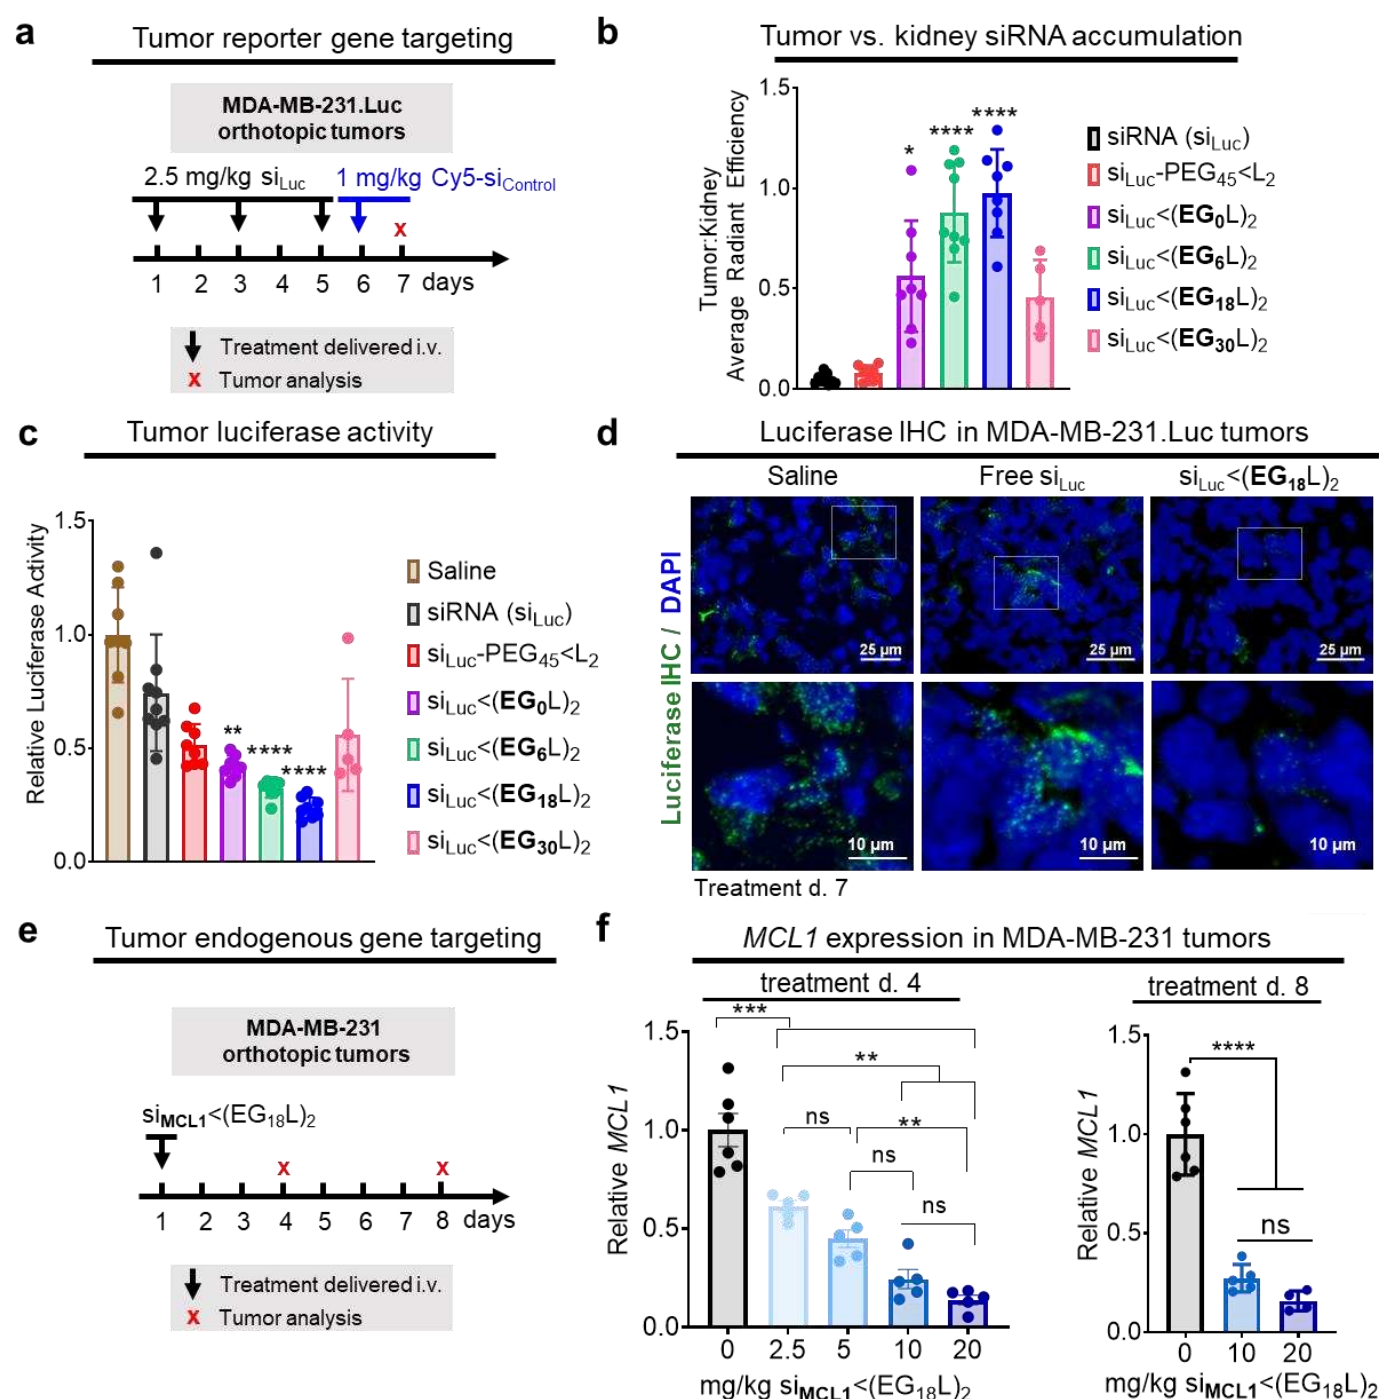 a
Tumor reporter gene targeting
MDA-MB-231.Luc
orthotopic tumors
2.5 mg/kg siLuc
1 mg/kg Cy5-siControl
x
1 2 3 4 5 6 7 days
Treatment delivered i.v.
x Tumor analysis
b
Tumor vs. kidney siRNA accumulation
Tumor:Kidney
Average Radiant Efficiency
1.5
1.0
0.5
0.0
*
****
****
siRNA (siLuc)
siLuc-PEG45<L2
siLuc<(EG0L)2
siLuc<(EG6L)2
siLuc<(EG18L)2
siLuc<(EG30L)2
c
Tumor luciferase activity
Relative Luciferase Activity
1.5
1.0
0.5
0.0
**
****
****
Saline
siRNA (siLuc)
siLuc-PEG45<L2
siLuc<(EG0L)2
siLuc<(EG6L)2
siLuc<(EG18L)2
siLuc<(EG30L)2
d
Luciferase IHC in MDA-MB-231.Luc tumors
Saline
Free siLuc
siLuc<(EG18L)2
Luciferase IHC / DAPI
25 µm
25 µm
25 µm
10 µm
10 µm
10 µm
Treatment d. 7
e
Tumor endogenous gene targeting
MDA-MB-231
orthotopic tumors
siMCL1<(EG18L)2
x
x
1 2 3 4 5 6 7 8 days
Treatment delivered i.v.
x Tumor analysis
f
MCL1 expression in MDA-MB-231 tumors
treatment d. 4
Relative MCL1
1.5
1.0
0.5
0.0
***
**
ns
**
ns
ns
0 2.5 5 10 20
mg/kg siMCL1<(EG18L)2
treatment d. 8
Relative MCL1
1.5
1.0
0.5
0.0
****
ns
0 10 20
mg/kg siMCL1<(EG18L)2